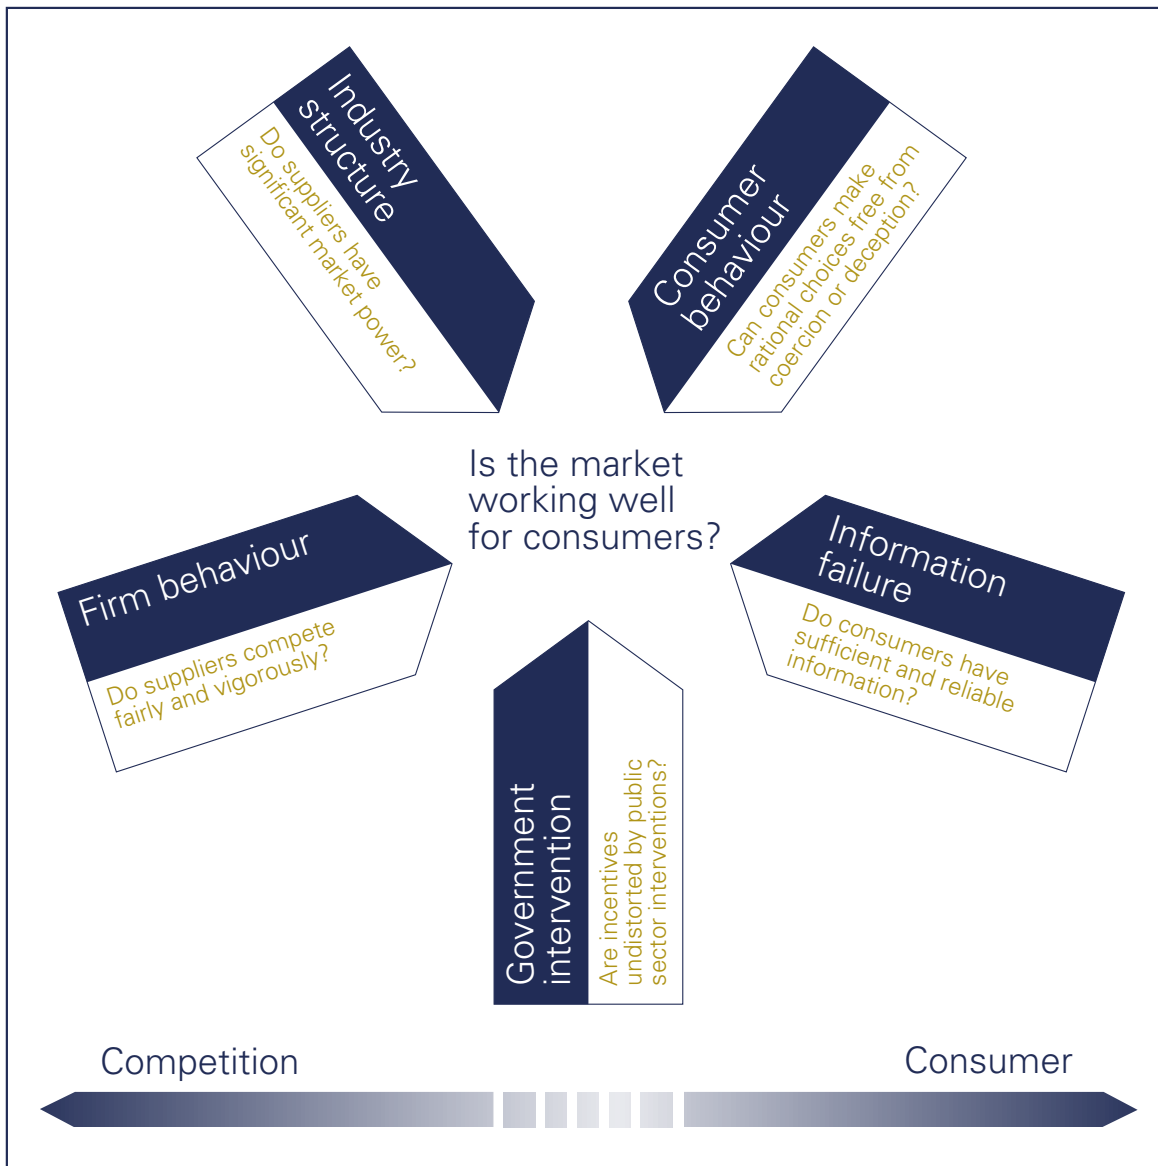 Industry
structure
Do suppliers have
significant market power?
Consumer
behaviour
Can consumers make
rational choices free from
coercion or deception?
Is the market
working well
for consumers?
Firm behaviour
Do suppliers compete
fairly and vigorously?
Information
failure
Do consumers have
sufficient and reliable
information?
Government
intervention
Are incentives
undistorted by public
sector interventions?
Competition
Consumer